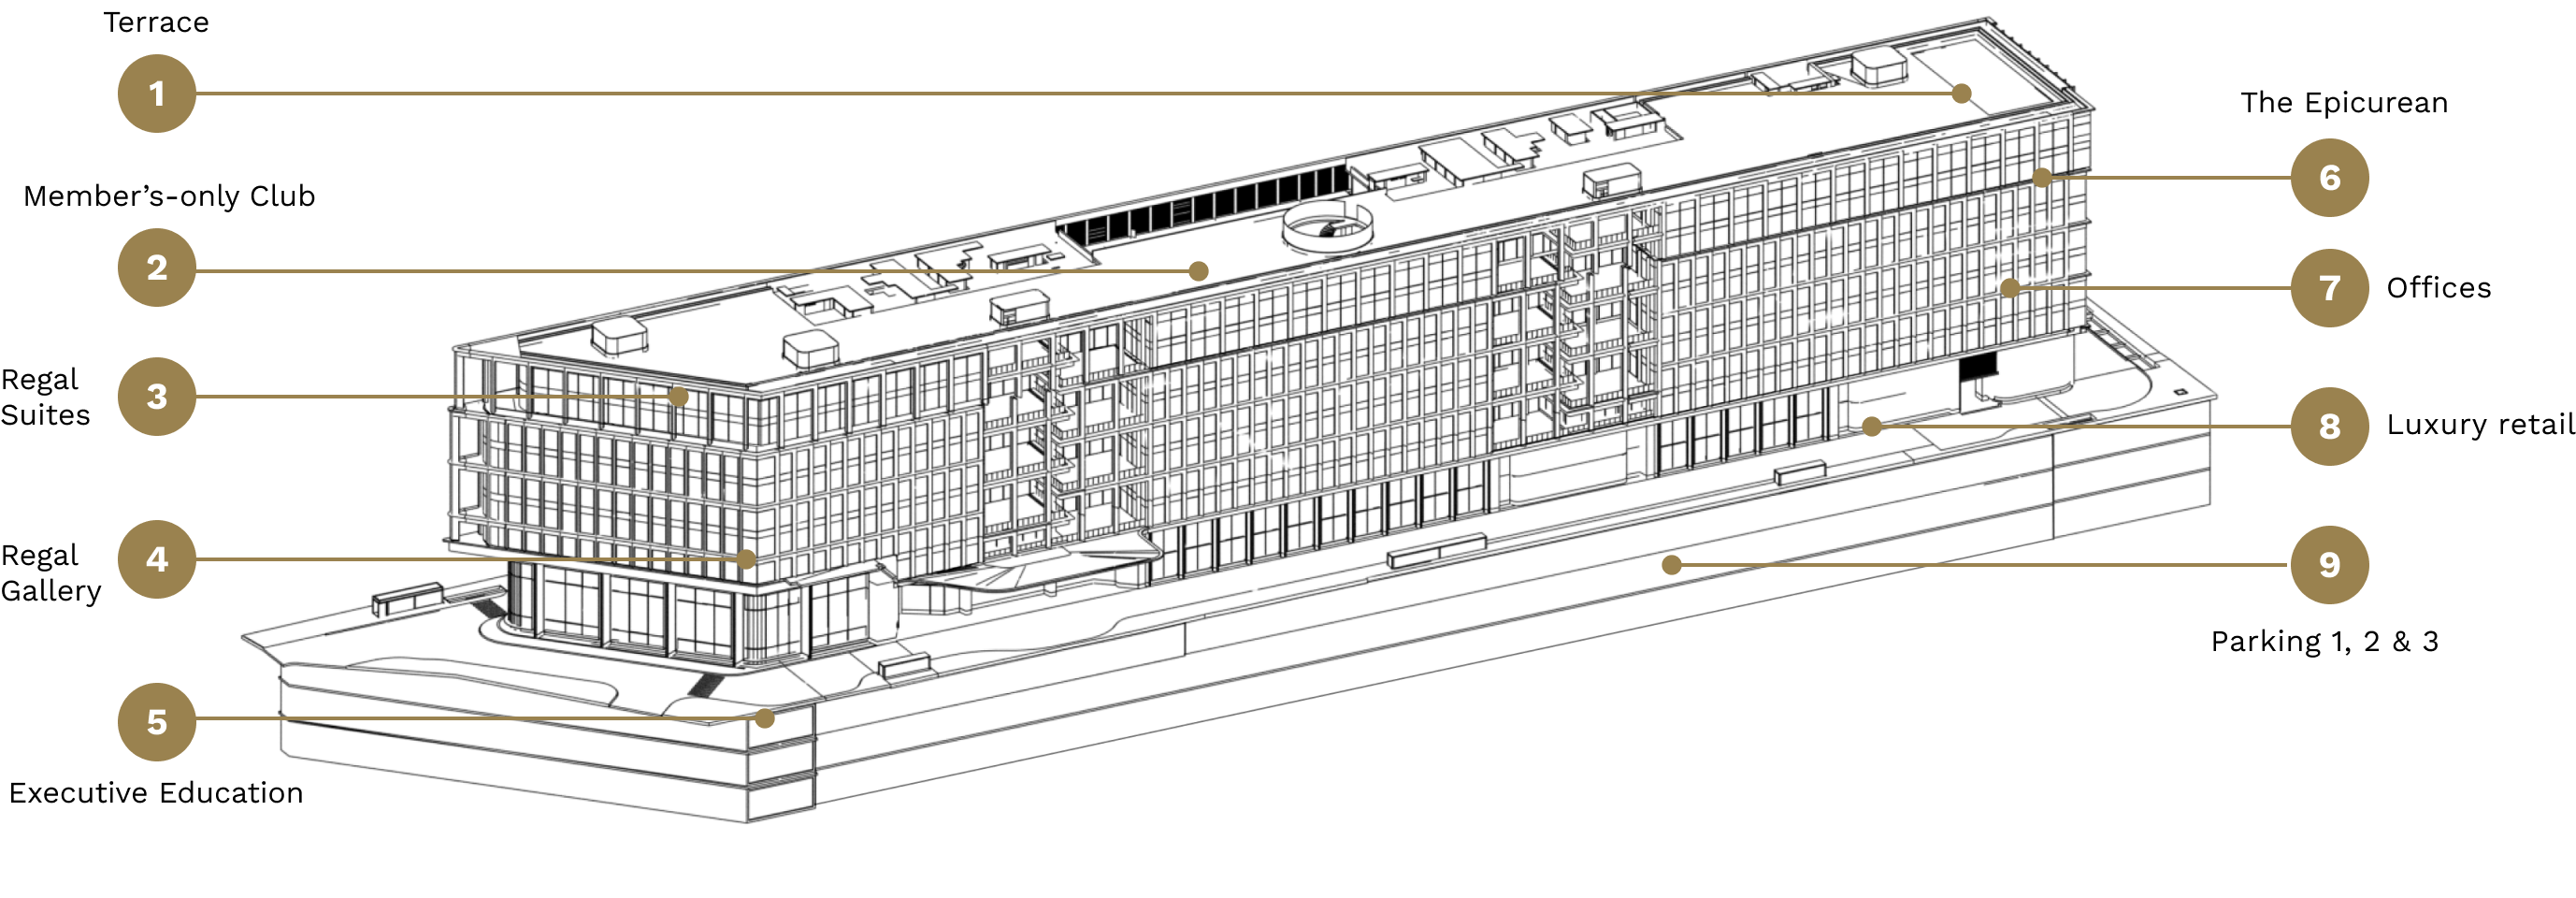 Terrace
1
Member’s-only Club
2
Regal
Suites
3
Regal
Gallery
4
5
Executive Education
The Epicurean
6
7
Offices
8
Luxury retail
9
Parking 1, 2 & 3